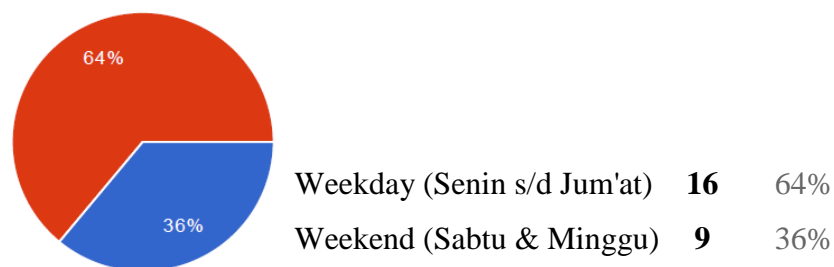 64%
36%
Weekday (Senin s/d Jum'at) 16 64%
Weekend (Sabtu & Minggu) 9 36%